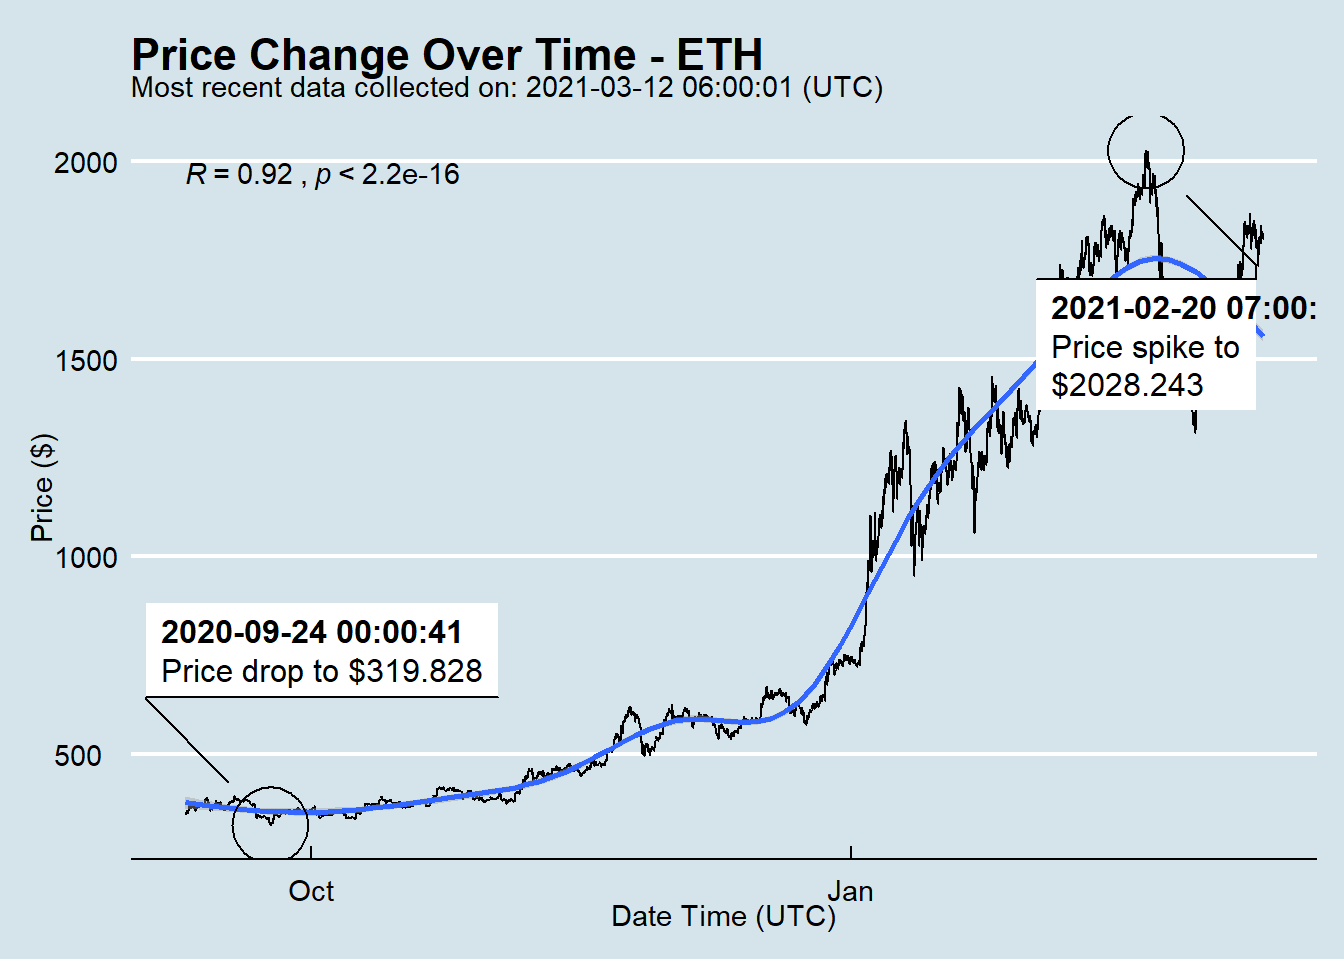 Price Change Over Time - ETH
Most recent data collected on: 2021-03-12 06:00:01 (UTC)
R = 0.92 , p < 2.2e-16
2000
1500
1000
500
Price ($)
2021-02-20 07:00:
Price spike to
$2028.243
2020-09-24 00:00:41
Price drop to $319.828
Oct
Jan
Date Time (UTC)